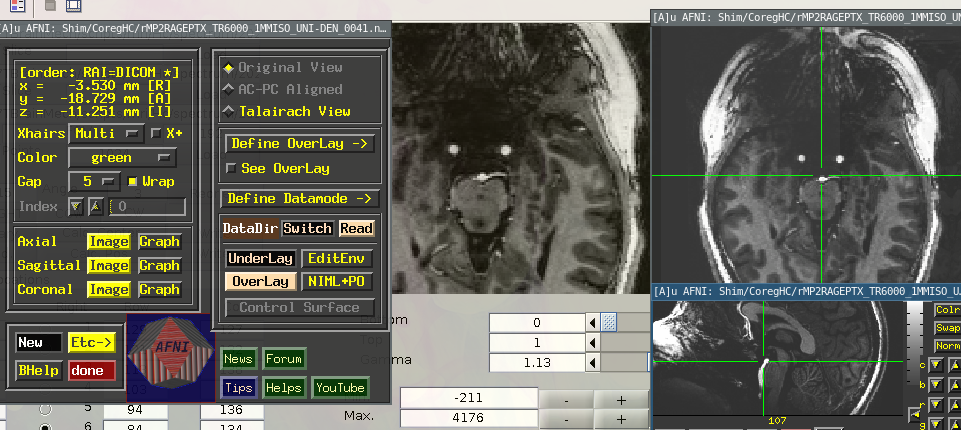 [A]u AFNI: Shim/CoregHC/rMP2RAGEPTX_TR6000_1MMISO_UNI-DEN_0041.n...
[A]u AFNI: Shim/CoregHC/rMP2RAGEPTX_TR6000_1MMISO_UN
[order: RAI=DICOM *]
x = -3.530 mm [R]
y = -18.729 mm [A]
z = -11.251 mm [I]
Xhairs Multi X+
Color green
Gap 5 Wrap
Index 0
Axial Image Graph
Sagittal Image Graph
Coronal Image Graph
New Etc->
BHelp done
AFNI
Original View
AC-PC Aligned
Talairach View
Define OverLay ->
See OverLay
Define Datamode ->
DataDir Switch Read
UnderLay EditEnv
OverLay NIML+PO
Control Surface
News Forum
Tips Helps YouTube
om
0
1
Gamma
1.13
-211
- +
Max.
4176
- +
5 94 136
6 84 134
[A]u AFNI: Shim/CoregHC/rMP2RAGEPTX_TR6000_1MMISO_U
Colr
Swap
Norm
c
b
r
g
107